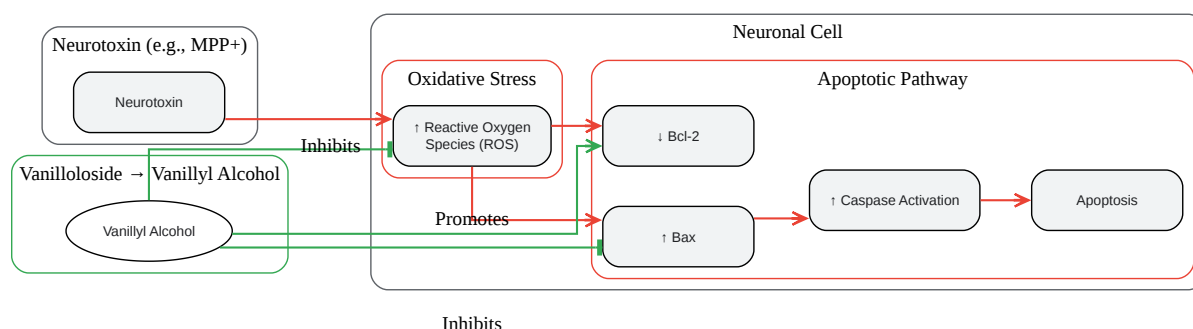 Neuronal Cell
Neurotoxin (e.g., MPP+)
Oxidative Stress
Apoptotic Pathway
Neurotoxin
↑ Reactive Oxygen
Species (ROS)
↓ Bcl-2
Inhibits
Vanilloloside → Vanillyl Alcohol
↑ Caspase Activation
Apoptosis
Promotes
Vanillyl Alcohol
↑ Bax
Inhibits